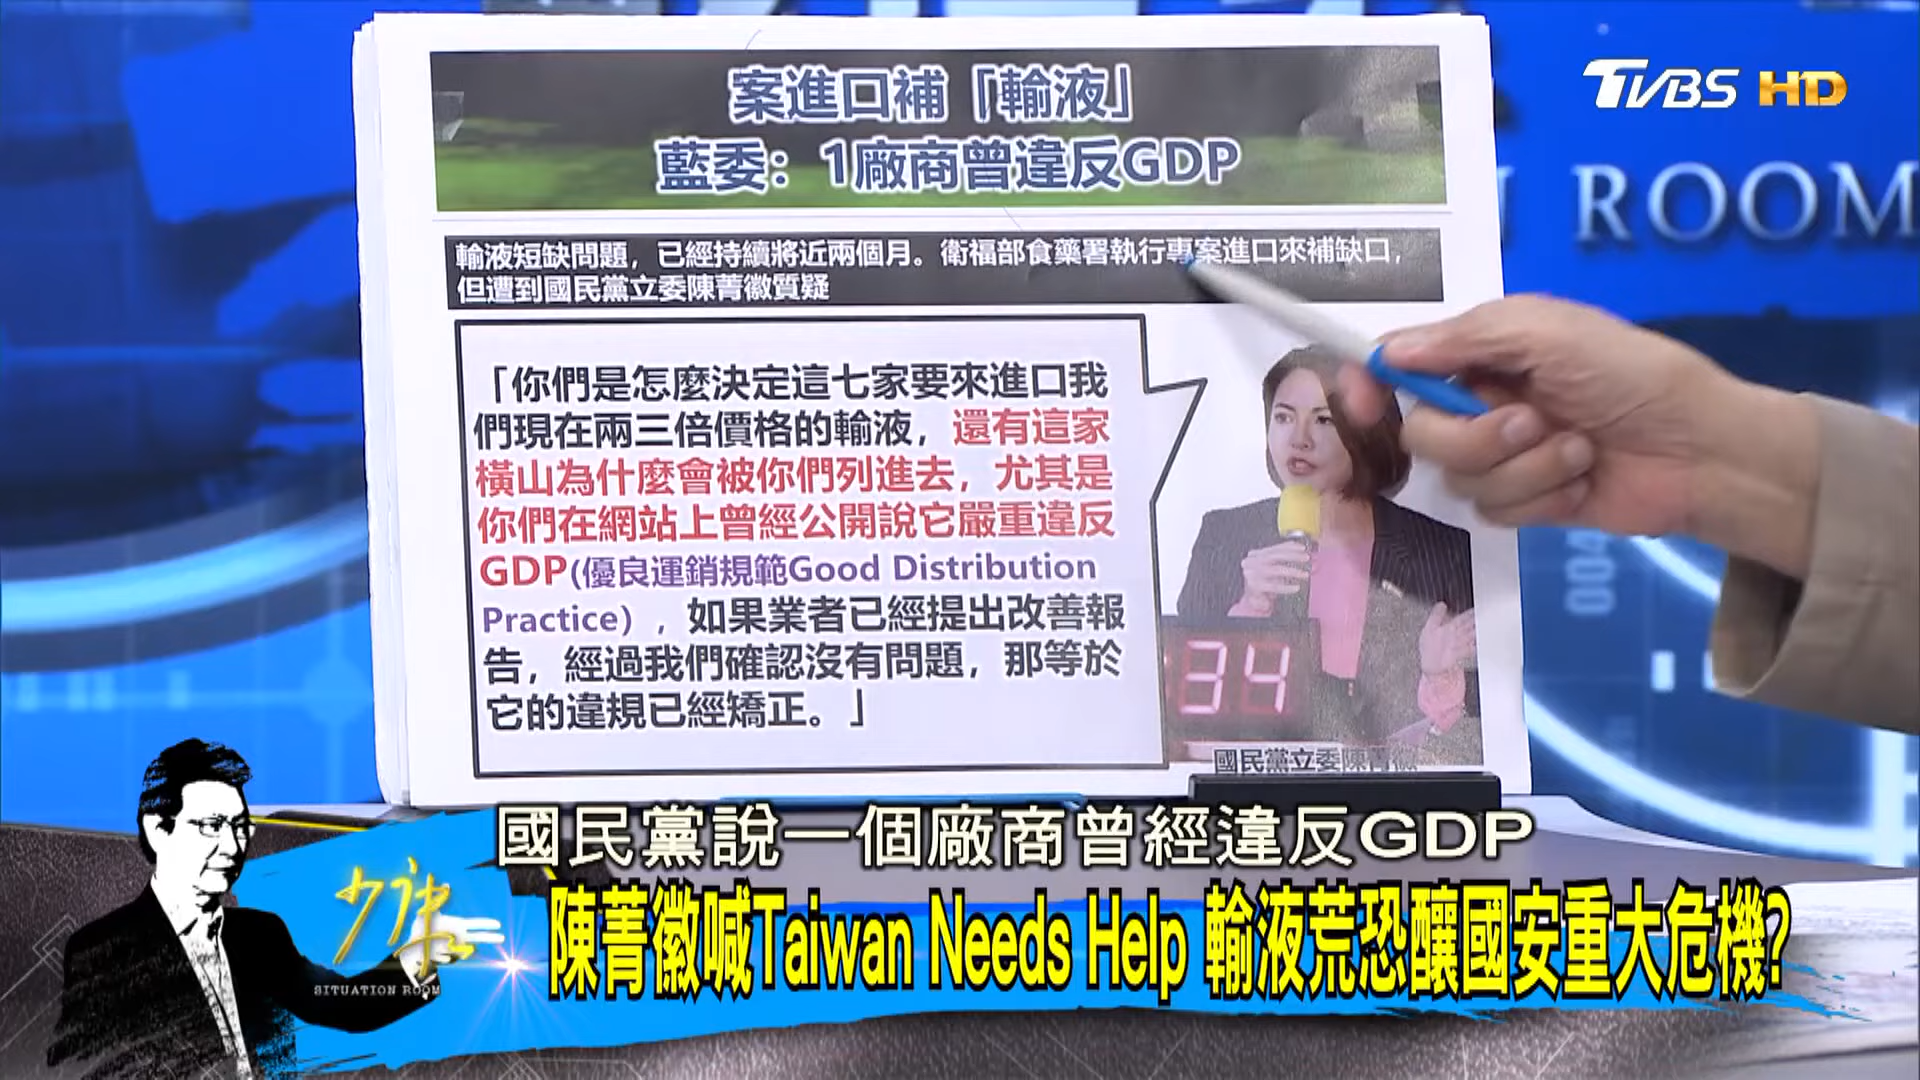 TVBS HD
ROOM
案進口補「輸液」
藍委：1廠商曾違反GDP
輸液短缺問題，已經持續將近兩個月。衛福部食藥署執行專案進口來補缺口，
但遭到國民黨立委陳菁徽質疑
「你們是怎麼決定這七家要來進口我
們現在兩三倍價格的輸液，還有這家
橫山為什麼會被你們列進去，尤其是
你們在網站上曾經公開說它嚴重違反
GDP(優良運銷規範Good Distribution
Practice)，如果業者已經提出改善報
告，經過我們確認沒有問題，那等於
它的違規已經矯正。」
34
國民黨立委陳菁徽
004
國民黨說一個廠商曾經違反GDP
陳菁徽喊Taiwan Needs Help 輸液荒恐釀國安重大危機?
少康
SITUATION ROOM